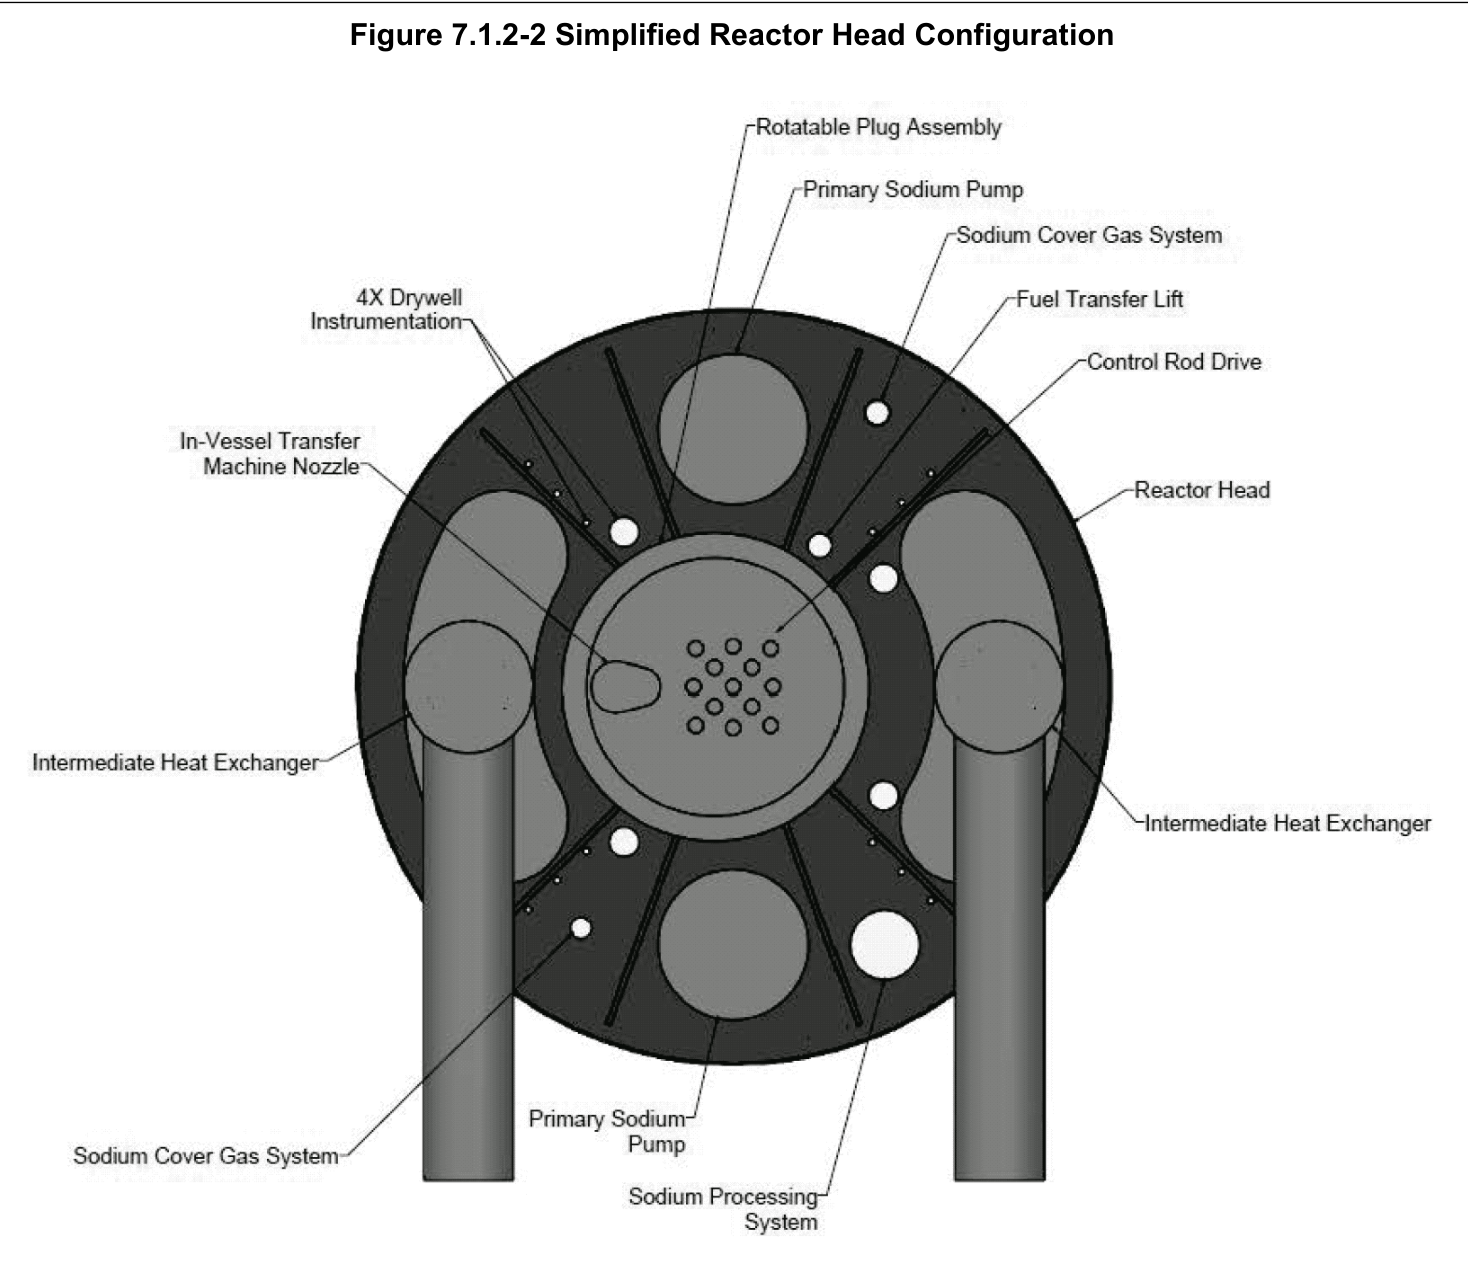 Figure 7.1.2-2 Simplified Reactor Head Configuration
Rotatable Plug Assembly
Primary Sodium Pump
Sodium Cover Gas System
4X Drywell
Instrumentation
Fuel Transfer Lift
Control Rod Drive
In-Vessel Transfer
Machine Nozzle
Reactor Head
Intermediate Heat Exchanger
Intermediate Heat Exchanger
Primary Sodium
Pump
Sodium Cover Gas System
Sodium Processing
System